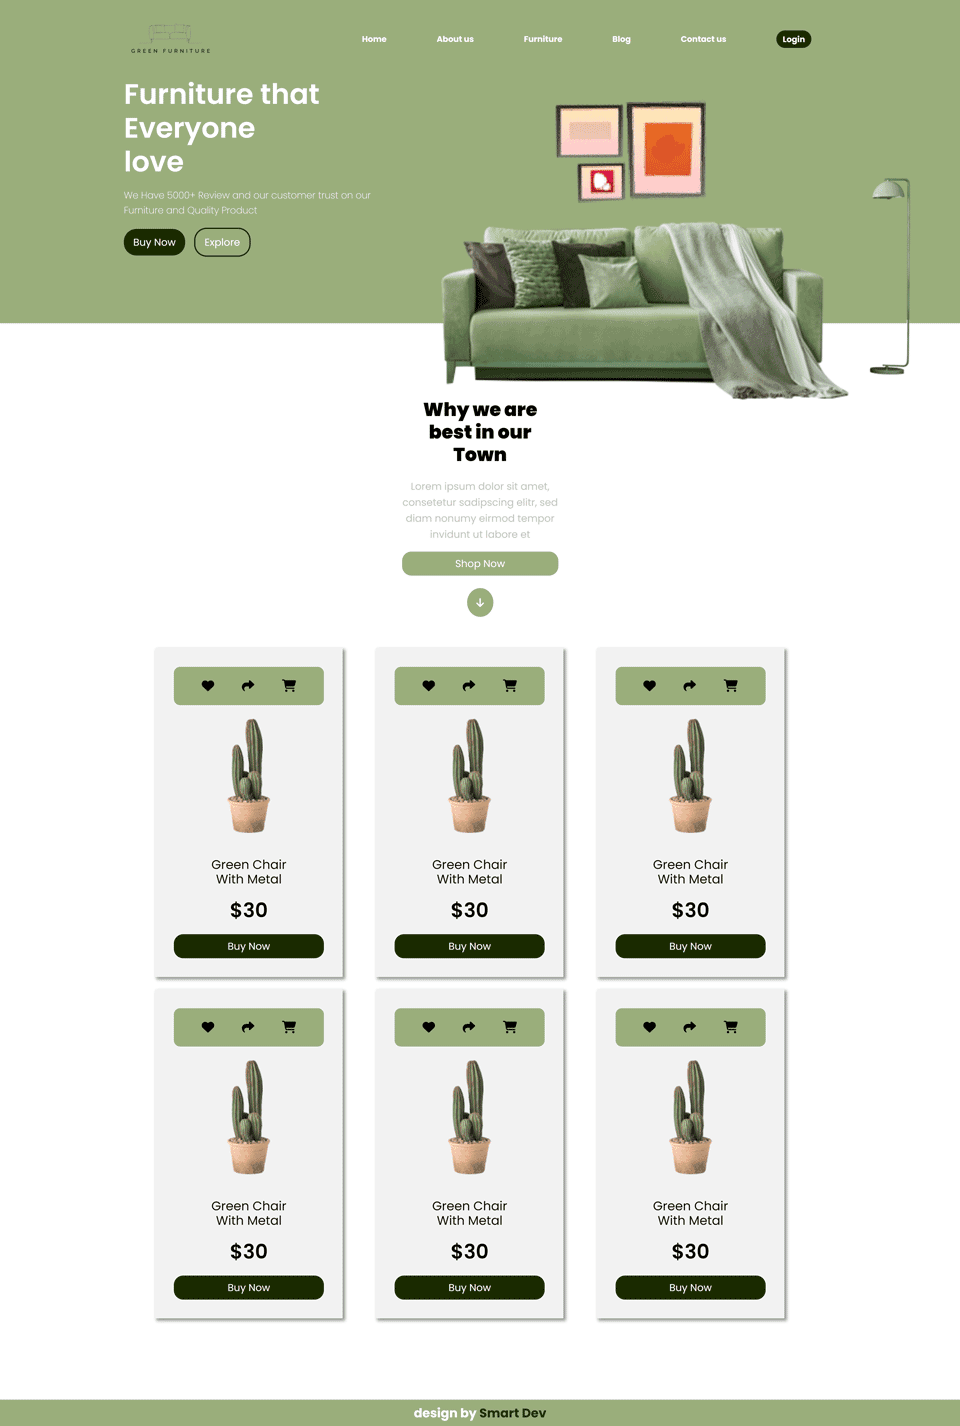 GREEN FURNITURE
Home About us Furniture Blog Contact us Login
Furniture that
Everyone
love
We Have 5000+ Review and our customer trust on our
Furniture and Quality Product
Buy Now Explore
Why we are
best in our
Town
Lorem ipsum dolor sit amet,
consetetur sadipscing elitr, sed
diam nonumy eirmod tempor
invidunt ut labore et
Shop Now
Green Chair
With Metal
$30
Buy Now
Green Chair
With Metal
$30
Buy Now
Green Chair
With Metal
$30
Buy Now
Green Chair
With Metal
$30
Buy Now
Green Chair
With Metal
$30
Buy Now
Green Chair
With Metal
$30
Buy Now
design by Smart Dev